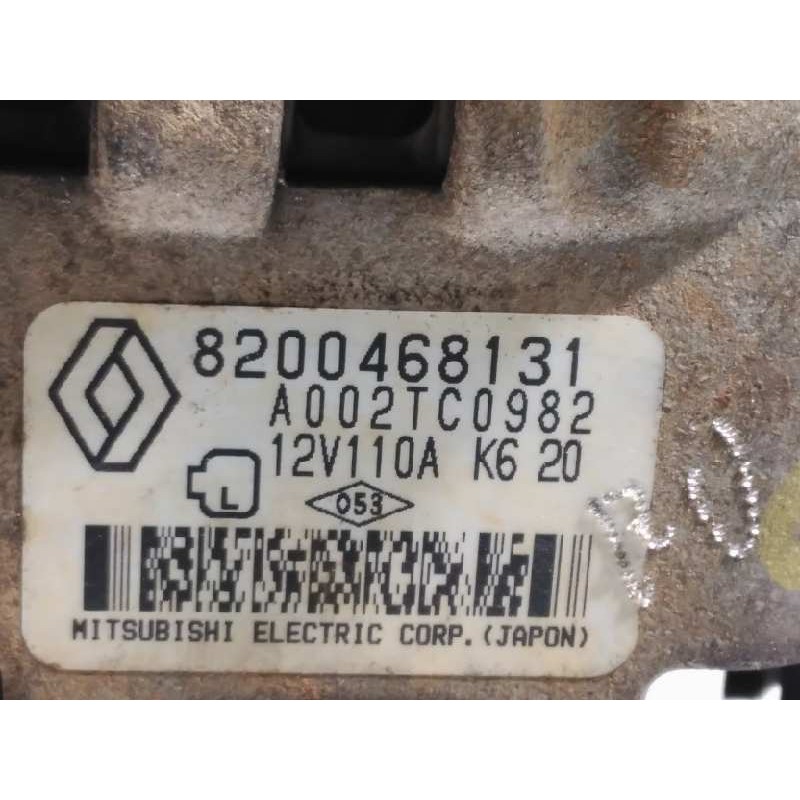 8200468131
A002TC0982
12V110A K6 20
L
053
MITSUBISHI ELECTRIC CORP. (JAPON)